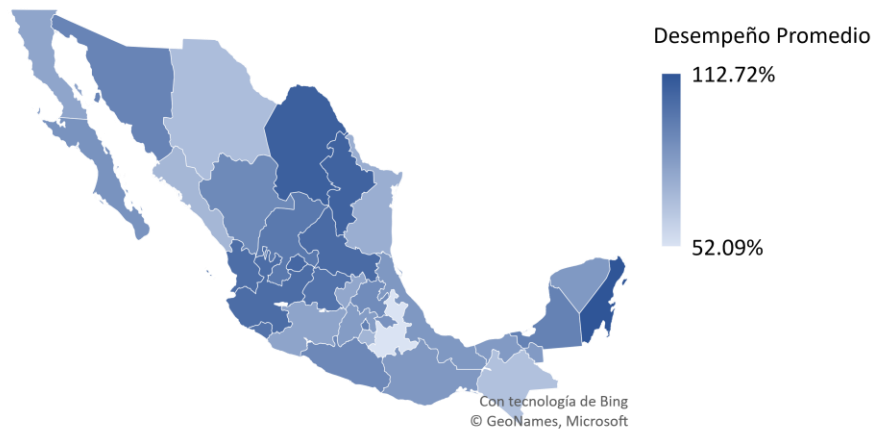 Desempeño Promedio
112.72%
52.09%
Con tecnología de Bing
© GeoNames, Microsoft